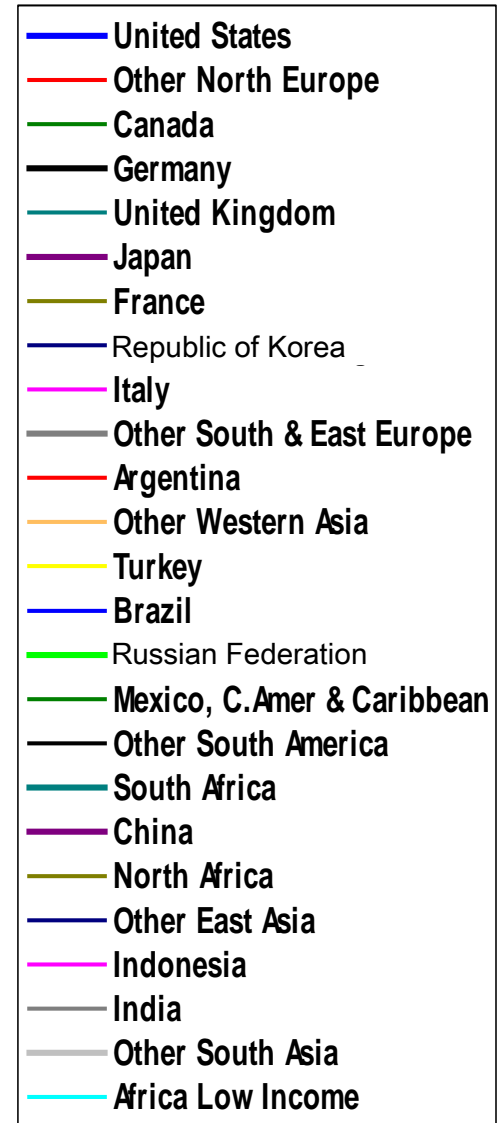 United States
Other North Europe
Canada
Germany
United Kingdom
Japan
France
Republic of Korea
Italy
Other South & East Europe
Argentina
Other Western Asia
Turkey
Brazil
Russian Federation
Mexico, C.Amer & Caribbean
Other South America
South Africa
China
North Africa
Other East Asia
Indonesia
India
Other South Asia
Africa Low Income